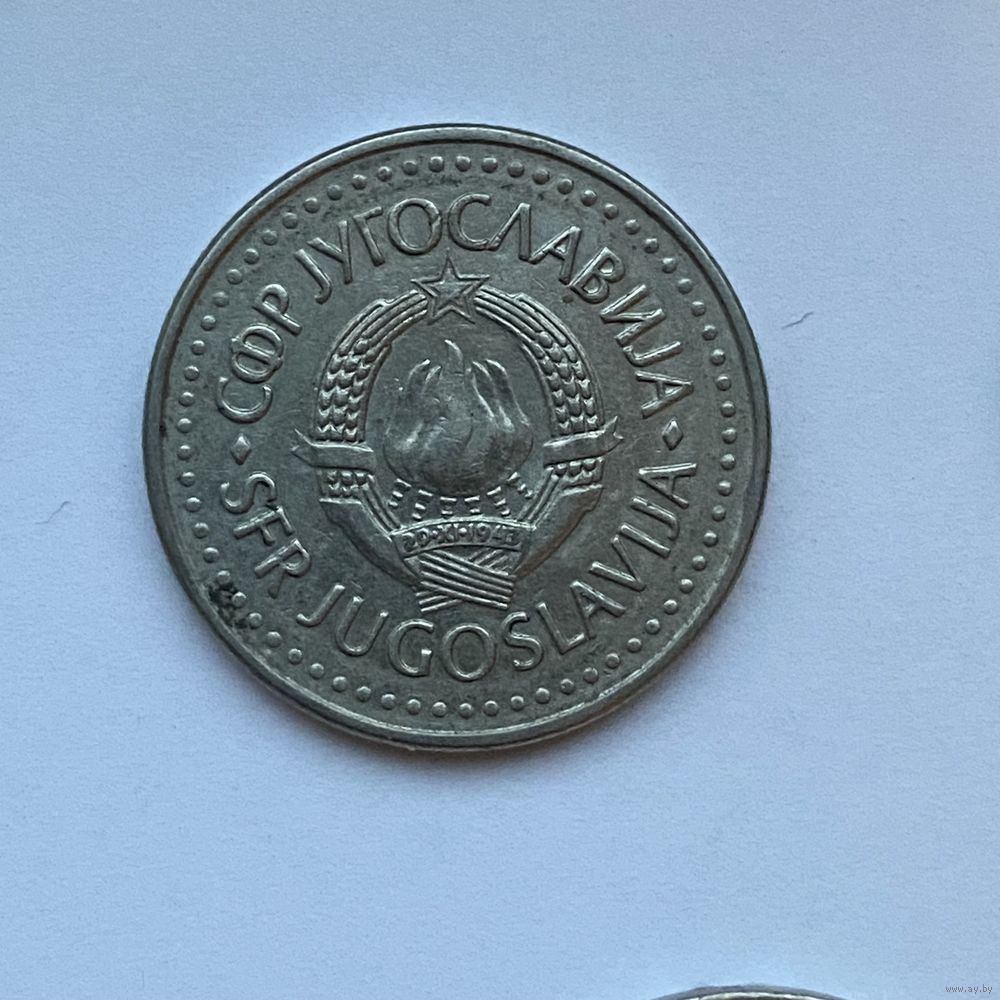 СФР ЈУГОСЛАВИЈА
SFR JUGOSLAVIJA
29·XI·1943
www.ay.by